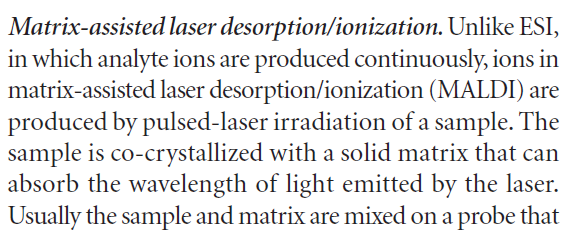 Matrix-assisted laser desorption/ionization. Unlike ESI,
in which analyte ions are produced continuously, ions in
matrix-assisted laser desorption/ionization (MALDI) are
produced by pulsed-laser irradiation of a sample. The
sample is co-crystallized with a solid matrix that can
absorb the wavelength of light emitted by the laser.
Usually the sample and matrix are mixed on a probe that